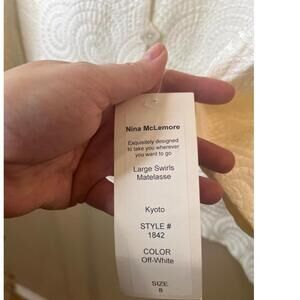 Nina McLemore
Exquisitely designed
to take you wherever
you want to go
Large Swirls
Matelasse
Kyoto
STYLE #
1842
COLOR
Off-White
SIZE
8